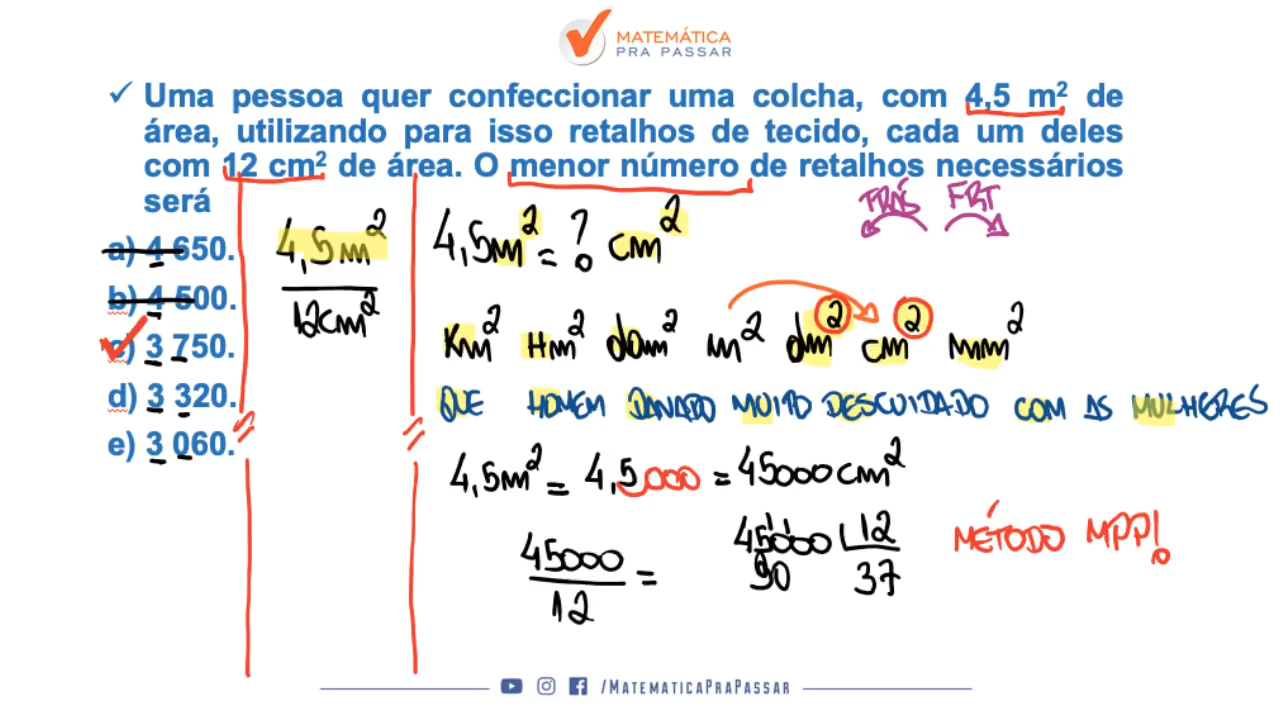 MATEMÁTICA
PRA PASSAR
✓ Uma pessoa quer confeccionar uma colcha, com 4,5 m² de
área, utilizando para isso retalhos de tecido, cada um deles
com 12 cm² de área. O menor número de retalhos necessários
será
a) 4 650.
b) 4 500.
c) 3 750.
d) 3 320.
e) 3 060.
4,5m²
12cm²
TRÁS FRT
4,5m² = ? cm²
Km² Hm² dam² m² dm² cm² mm²
QUE HOMEM DANADO MUITO DESCUIDADO COM AS MULHERES
4,5m² = 4,5000 = 45000cm²
45000
12
=
45000 12
90 37
MÉTODO MPP!
/MATEMATICAPRAPASSAR